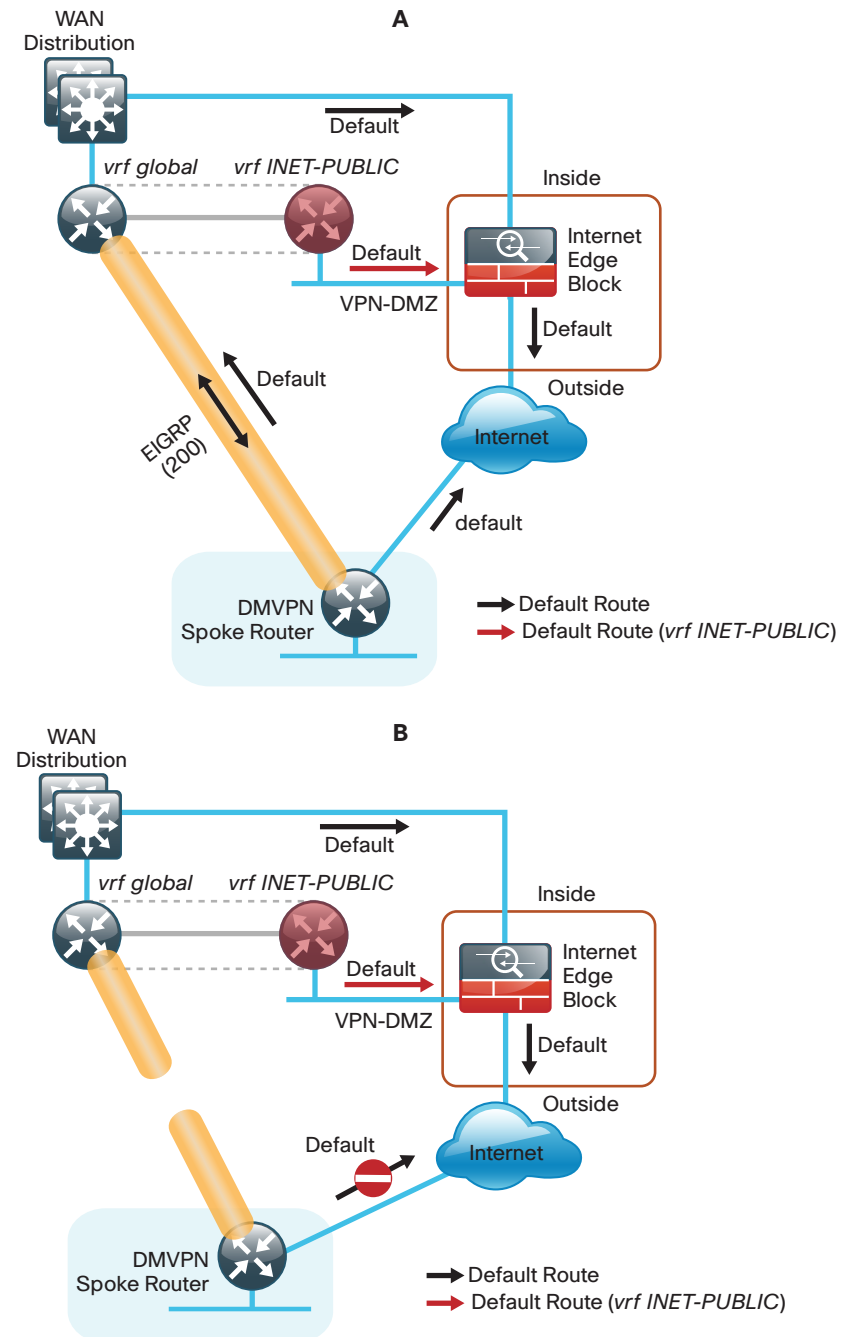 A
WAN
Distribution
Default
vrf global
vrf INET-PUBLIC
Inside
Internet
Edge
Block
Default
VPN-DMZ
Default
Outside
Default
EIGRP
(200)
Internet
default
DMVPN
Spoke Router
Default Route
Default Route (vrf INET-PUBLIC)
B
WAN
Distribution
Default
vrf global
vrf INET-PUBLIC
Inside
Internet
Edge
Block
Default
VPN-DMZ
Default
Outside
Default
Internet
DMVPN
Spoke Router
Default Route
Default Route (vrf INET-PUBLIC)